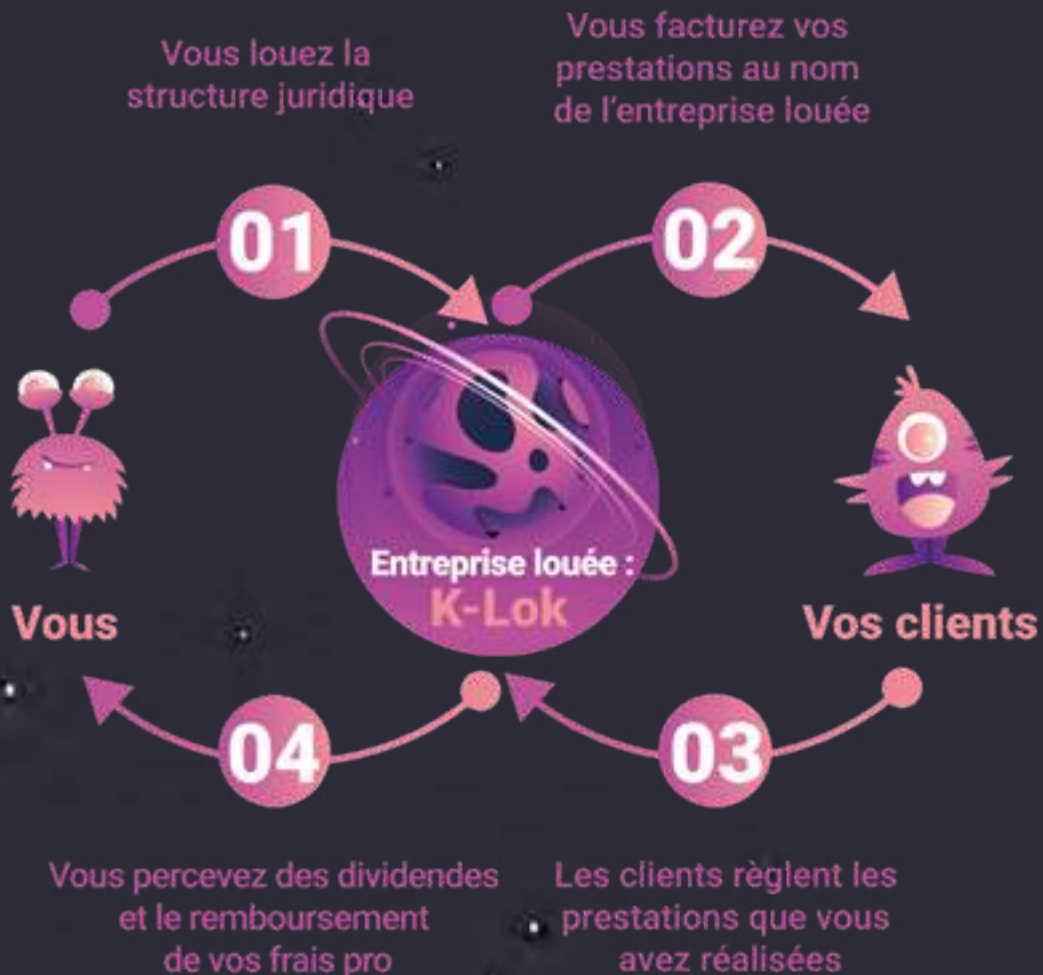 Vous louez la
structure juridique
Vous facturez vos
prestations au nom
de l'entreprise louée
01
02
Entreprise louée :
K-Lok
Vous
Vos clients
04
03
Vous percevez des dividendes
et le remboursement
de vos frais pro
Les clients règlent les
prestations que vous
avez réalisées